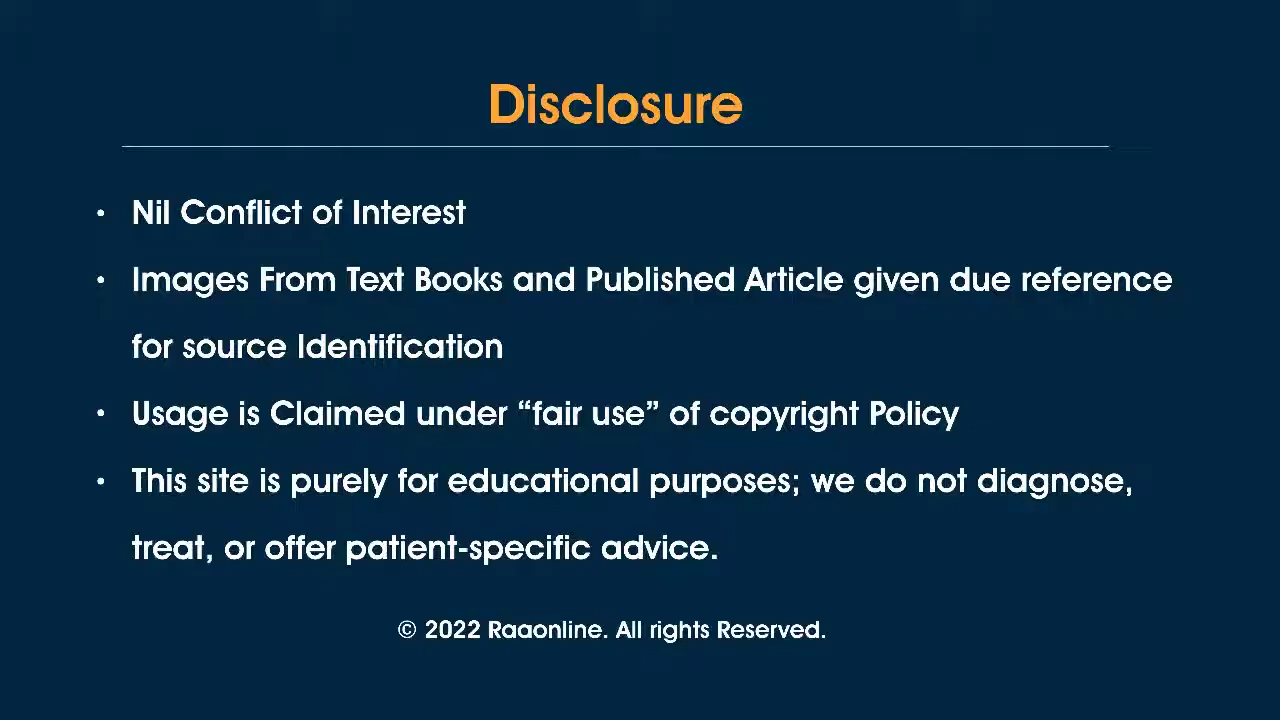 Disclosure
• Nil Conflict of Interest
• Images From Text Books and Published Article given due reference
for source Identification
• Usage is Claimed under “fair use” of copyright Policy
• This site is purely for educational purposes; we do not diagnose,
treat, or offer patient-specific advice.
© 2022 Raaonline. All rights Reserved.